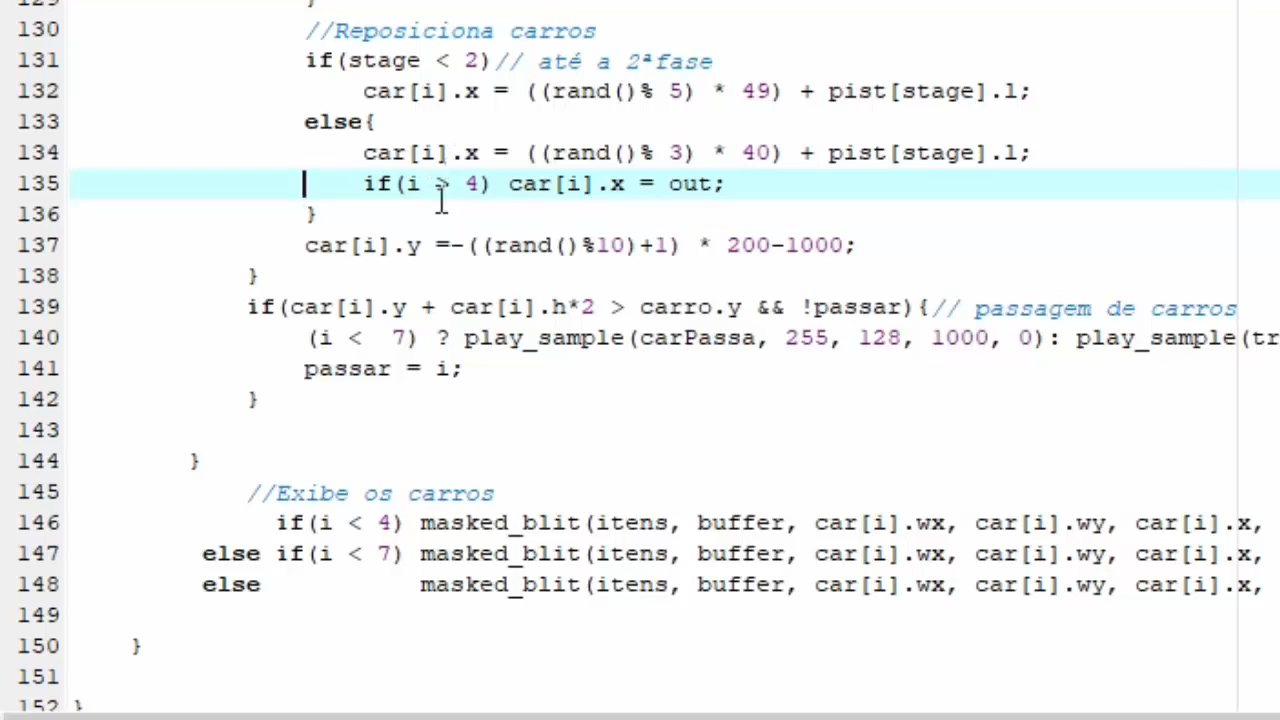 129 }
130 //Reposiciona carros
131 if(stage < 2)// até a 2ªfase
132 car[i].x = ((rand()% 5) * 49) + pist[stage].l;
133 else{
134 car[i].x = ((rand()% 3) * 40) + pist[stage].l;
135 if(i > 4) car[i].x = out;
136 }
137 car[i].y =-((rand()%10)+1) * 200-1000;
138 }
139 if(car[i].y + car[i].h*2 > carro.y && !passar){// passagem de carros
140 (i < 7) ? play_sample(carPassa, 255, 128, 1000, 0): play_sample(tr
141 passar = i;
142 }
143
144 }
145 //Exibe os carros
146 if(i < 4) masked_blit(itens, buffer, car[i].wx, car[i].wy, car[i].x,
147 else if(i < 7) masked_blit(itens, buffer, car[i].wx, car[i].wy, car[i].x,
148 else masked_blit(itens, buffer, car[i].wx, car[i].wy, car[i].x,
149
150 }
151
152 }